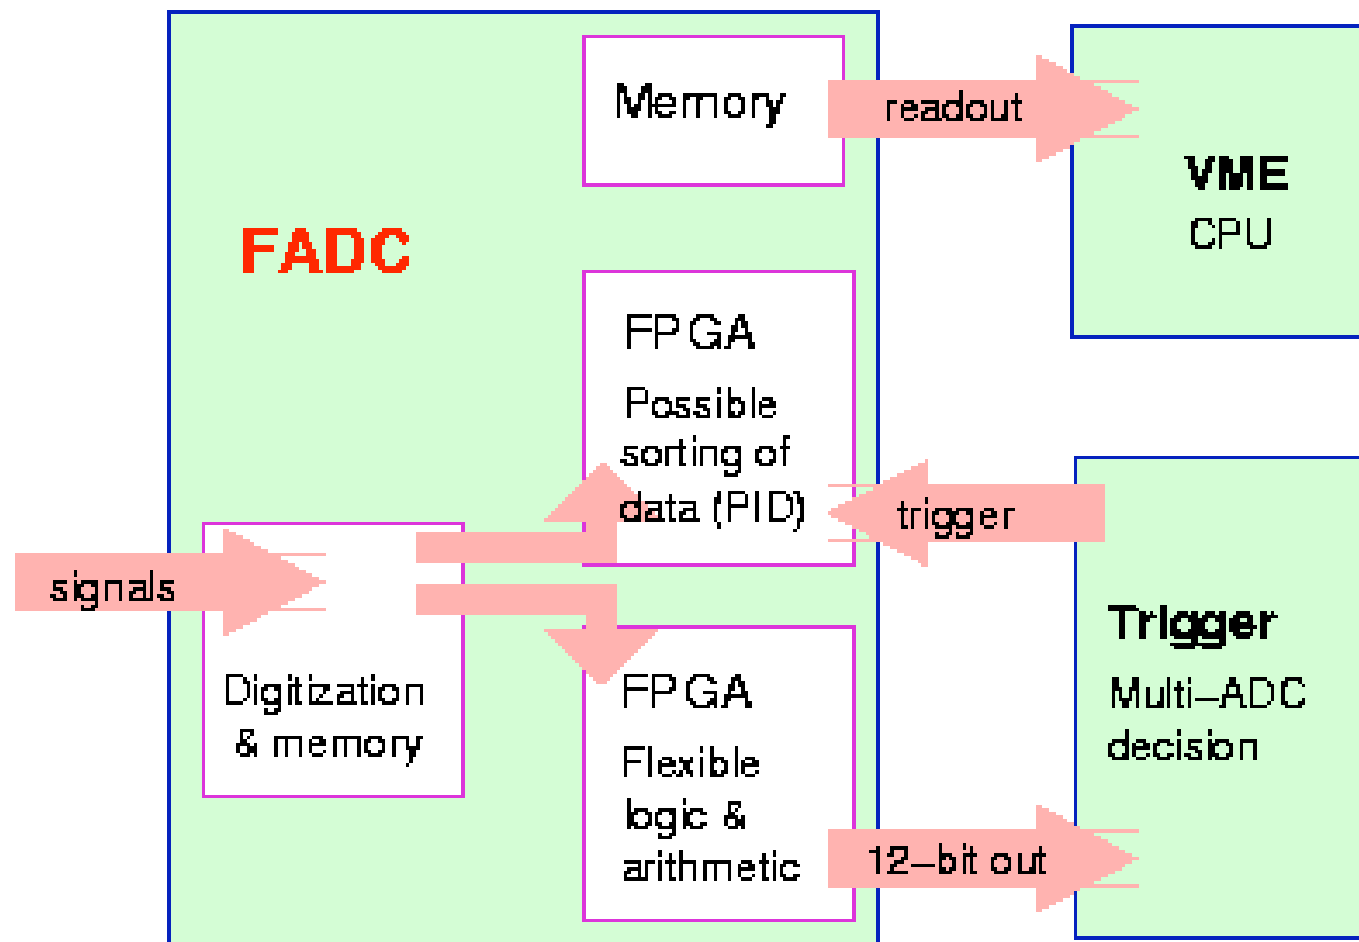 Memory
readout
VME
CPU
FADC
FPGA
Possible
sorting of
data (PID)
trigger
signals
Digitization
& memory
FPGA
Flexible
logic &
arithmetic
Trigger
Multi–ADC
decision
12–bit out